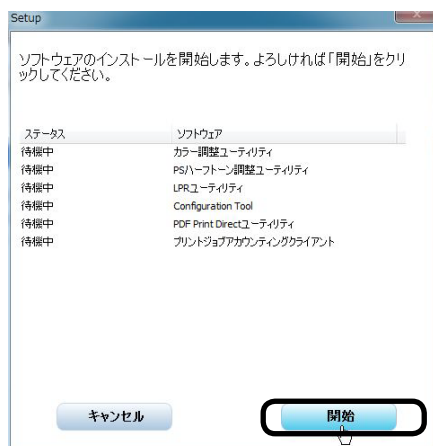 Setup
ソフトウェアのインストールを開始します。よろしければ「開始」をクリ
ックしてください。
ステータス ソフトウェア
待機中 カラー調整ユーティリティ
待機中 PSハーフトーン調整ユーティリティ
待機中 LPRユーティリティ
待機中 Configuration Tool
待機中 PDF Print Directユーティリティ
待機中 プリントジョブアカウンティングクライアント
キャンセル 開始